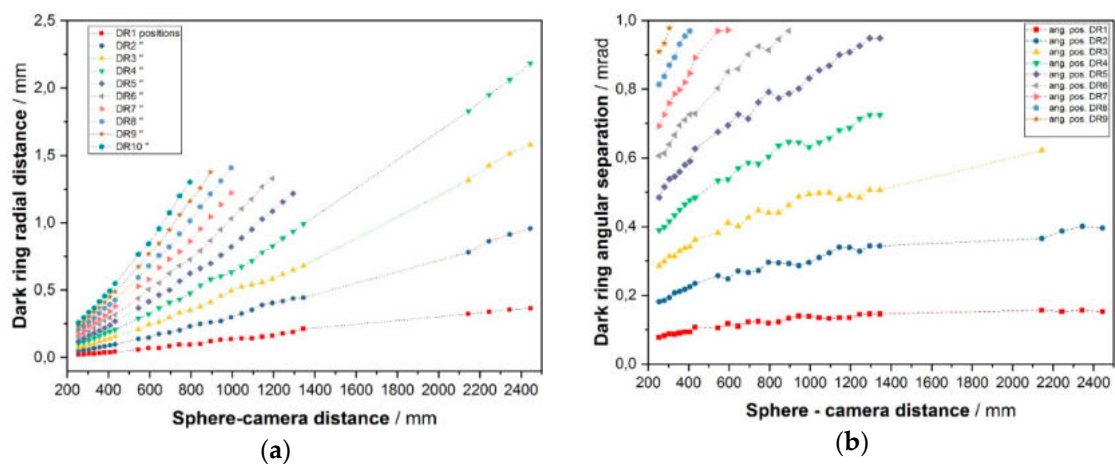 DR1 positions
DR2 "
DR3 "
DR4 "
DR5 "
DR6 "
DR7 "
DR8 "
DR9 "
DR10 "
2,5
2,0
1,5
1,0
0,5
0,0
Dark ring radial distance / mm
200 400 600 800 1000 1200 1400 1600 1800 2000 2200 2400
Sphere-camera distance / mm
(a)
ang. pos. DR1
ang. pos. DR2
ang. pos. DR3
ang. pos. DR4
ang. pos. DR5
ang. pos. DR6
ang. pos. DR7
ang. pos. DR8
ang. pos. DR9
1,0
0,8
0,6
0,4
0,2
0,0
Dark ring angular separation / mrad
200 400 600 800 1000 1200 1400 1600 1800 2000 2200 2400
Sphere - camera distance / mm
(b)